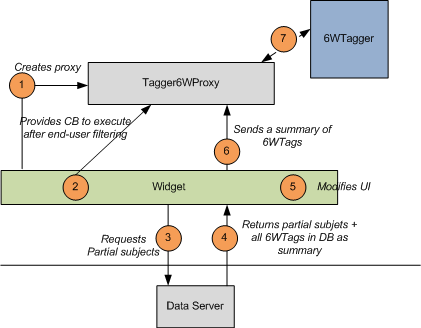 7
6WTagger
Creates proxy
1
Tagger6WProxy
Provides CB to execute
after end-user filtering
Sends a summary of
6WTags
6
2
Widget
5
Modifies UI
Requests
Partial subjects
3
4
Returns partial subjets +
all 6WTags in DB as
summary
Data Server